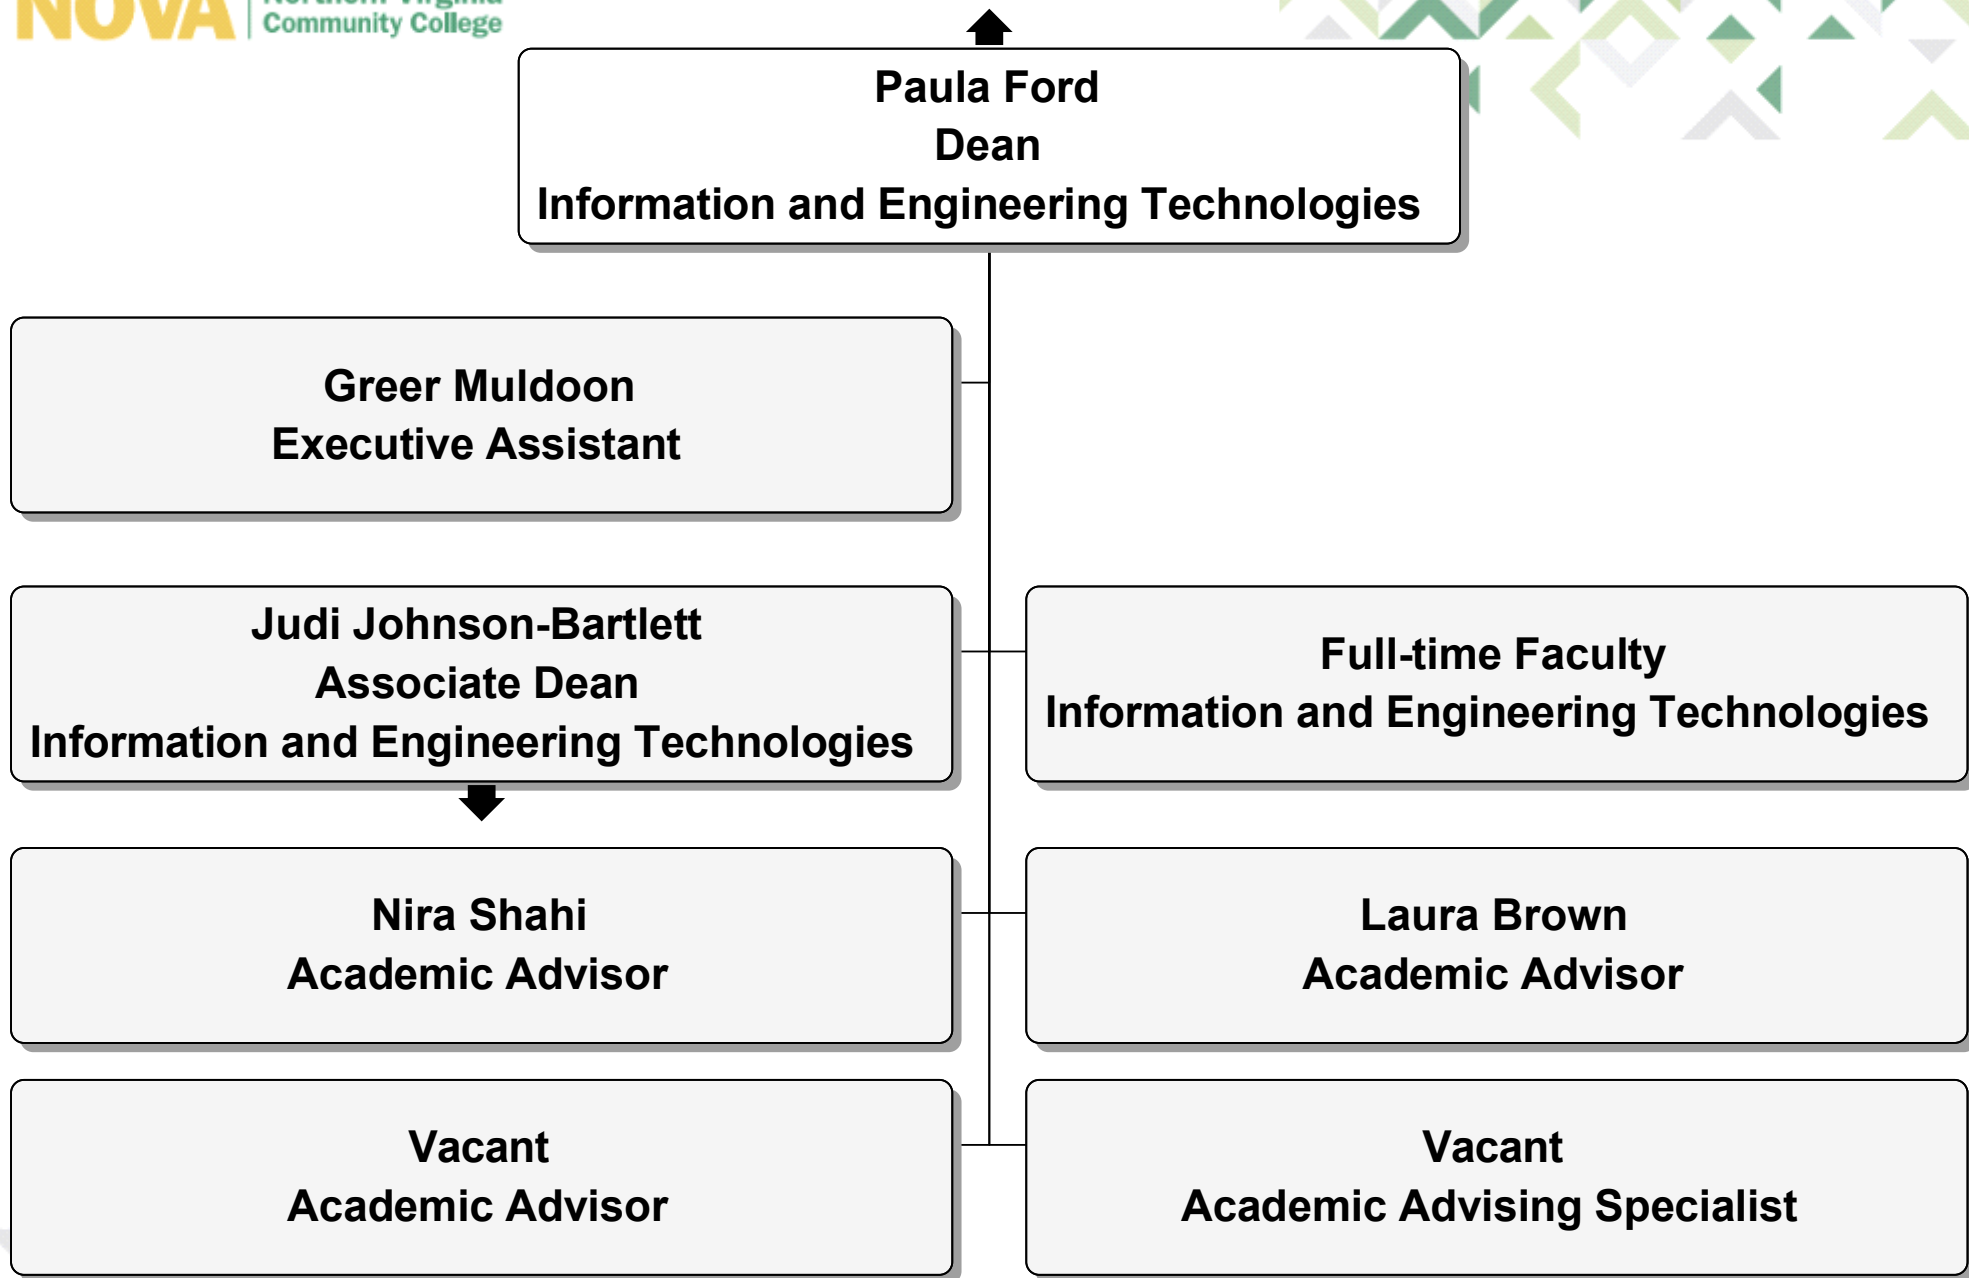 NOVA
Northern Virginia
Community College
Paula Ford
Dean
Information and Engineering Technologies
Greer Muldoon
Executive Assistant
Judi Johnson-Bartlett
Associate Dean
Information and Engineering Technologies
Full-time Faculty
Information and Engineering Technologies
Nira Shahi
Academic Advisor
Laura Brown
Academic Advisor
Vacant
Academic Advisor
Vacant
Academic Advising Specialist